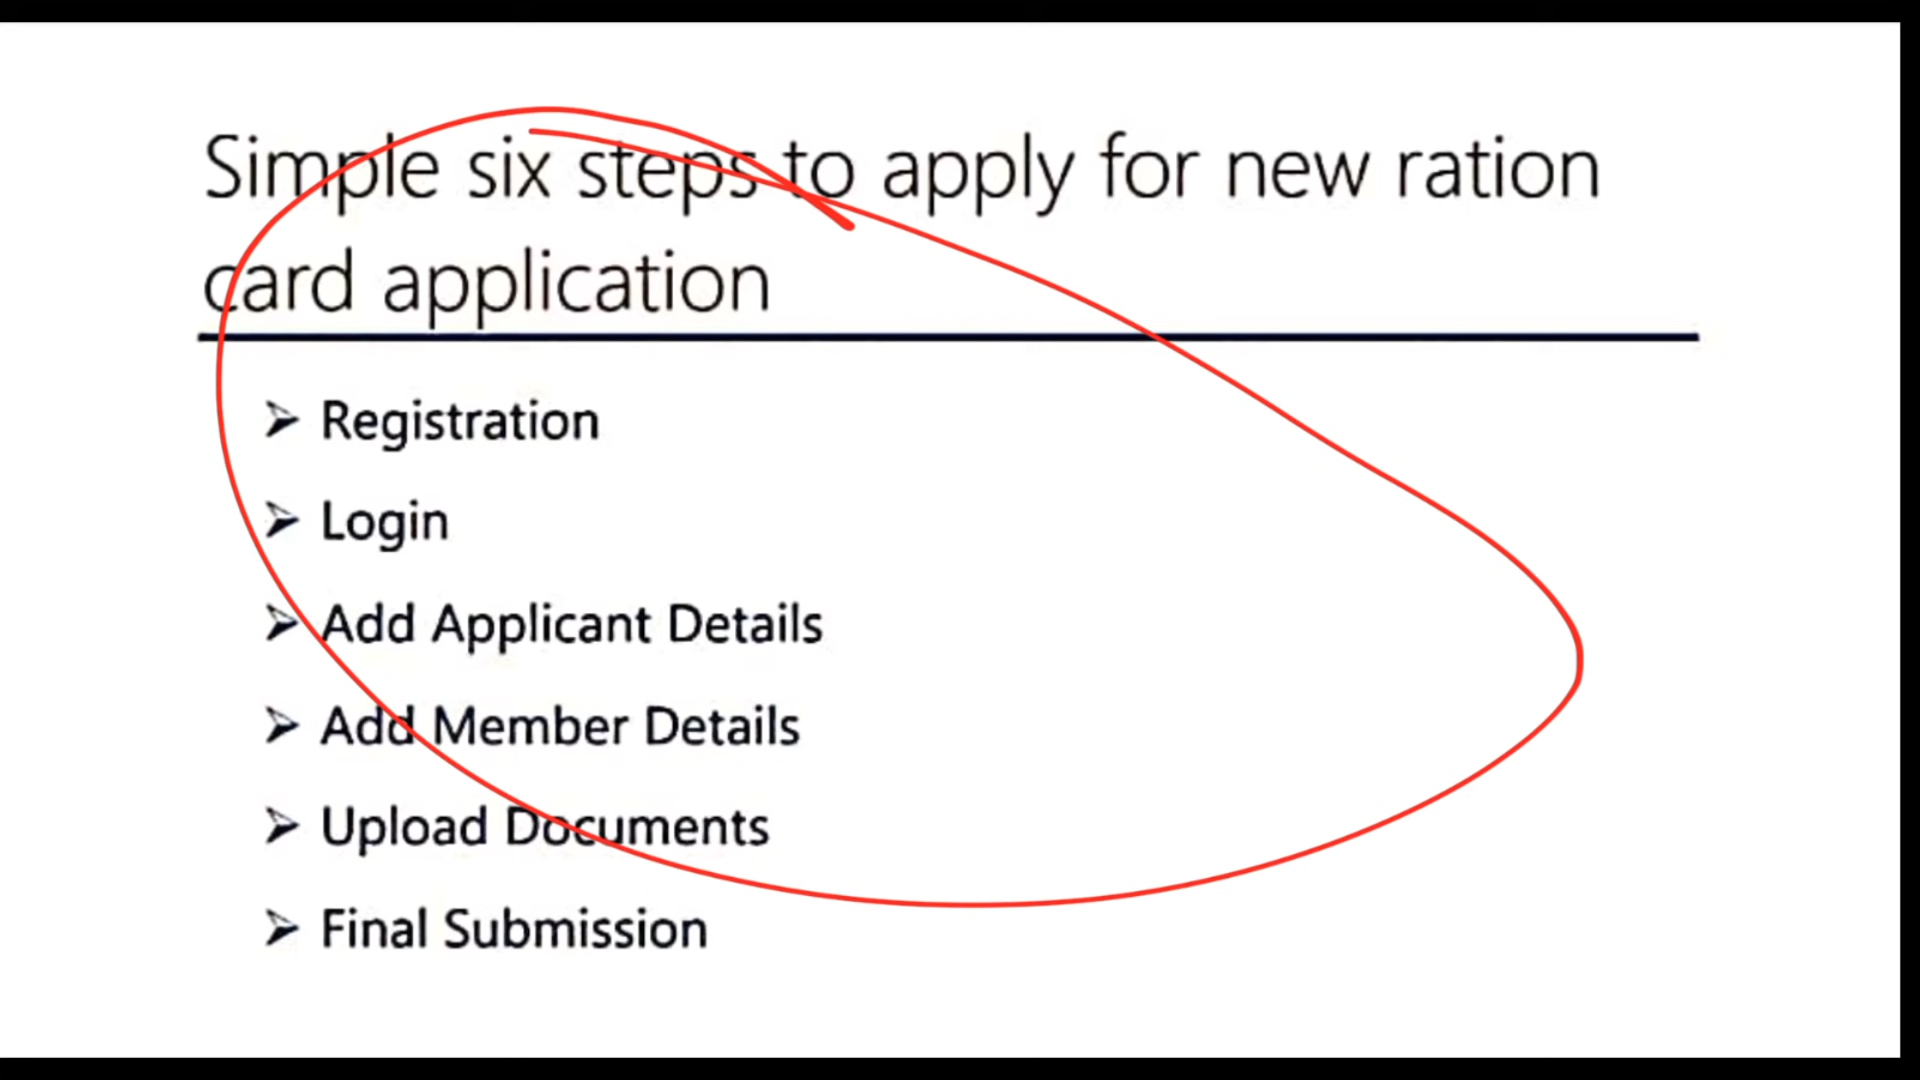 Simple six steps to apply for new ration
card application
Registration
Login
Add Applicant Details
Add Member Details
Upload Documents
Final Submission